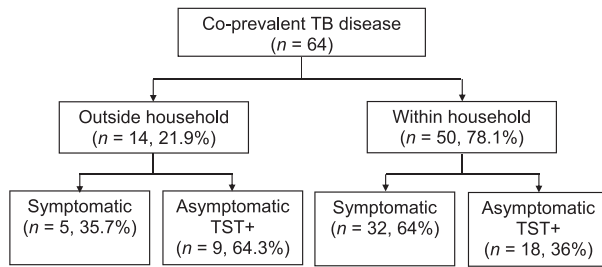 Co-prevalent TB disease
(n = 64)
Outside household
(n = 14, 21.9%)
Within household
(n = 50, 78.1%)
Symptomatic
(n = 5, 35.7%)
Asymptomatic
TST+
(n = 9, 64.3%)
Symptomatic
(n = 32, 64%)
Asymptomatic
TST+
(n = 18, 36%)